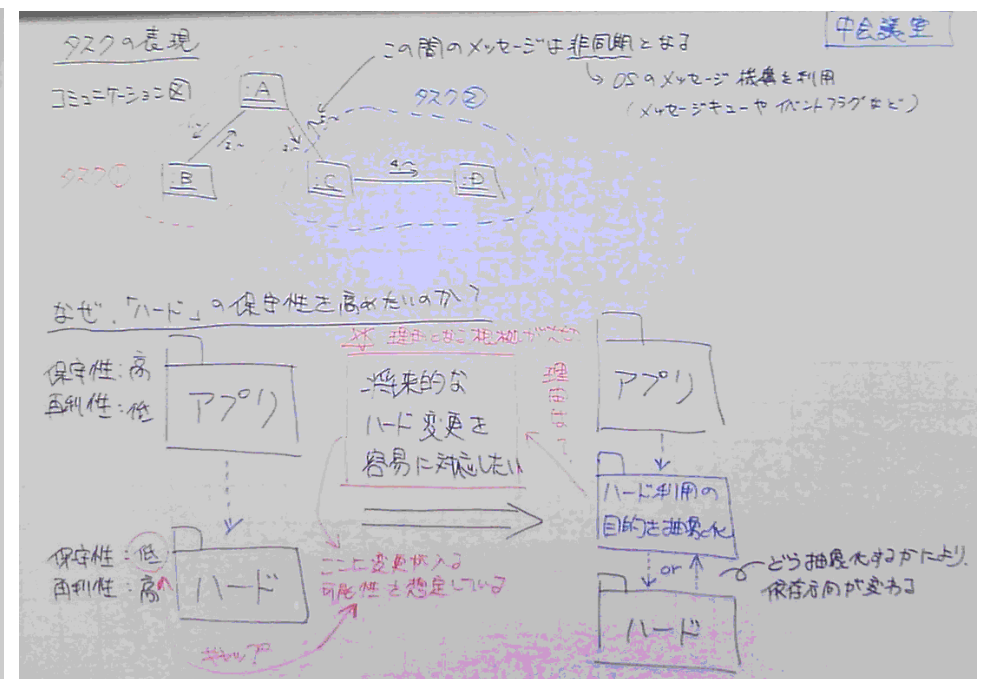 中会議室
タスクの表現
この間のメッセージは非同期となる
OSのメッセージ機構を利用
(メッセージキューやイベントフラグなど)
コミュニケーション図
:A
タスク②
タスク①
:B
:C
:D
なぜ、「ハード」の保守性を高めたいのか?
保守性:高
再利性:低
アプリ
将来的な
ハード変更を
容易に対応したい
理由は?
アプリ
ハード利用の
目的を抽象化
or
どう抽象化するかにより、
依存方向が変わる
保守性:低
再利性:高
ハード
ここに変更が入る
可能性を想定している
ギャップ
ハード